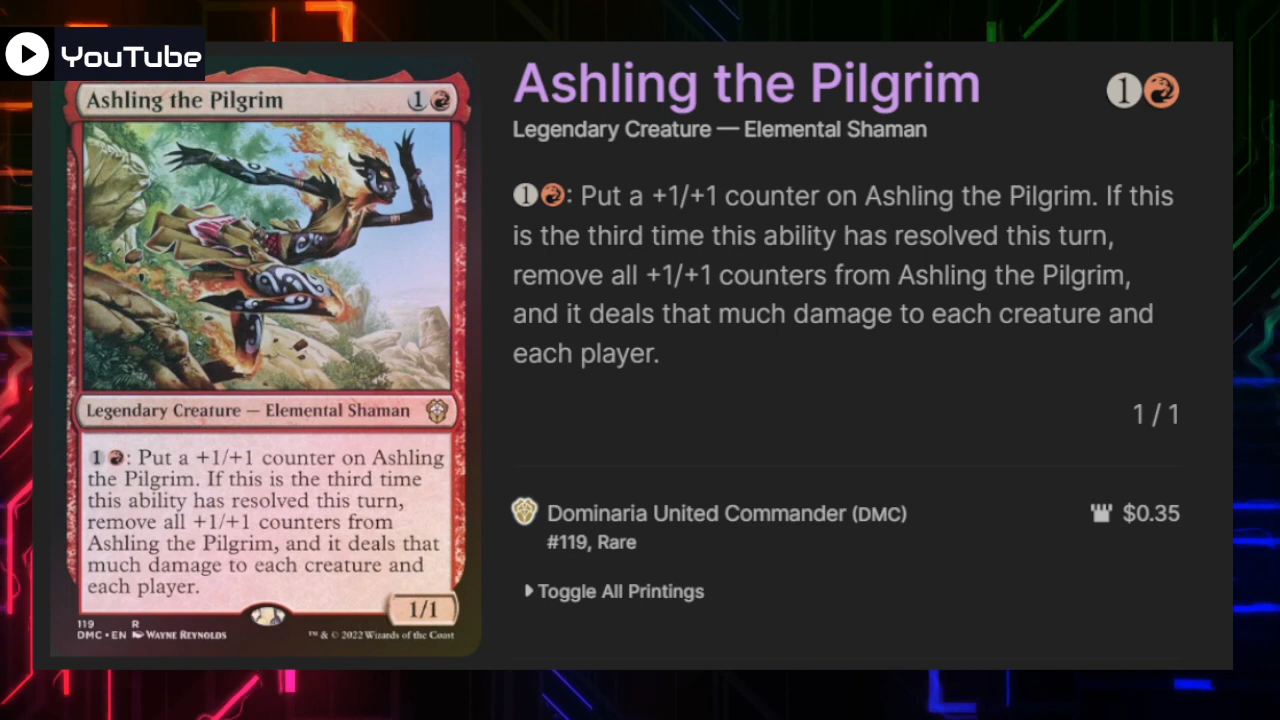 YouTube
Ashling the Pilgrim 1
Legendary Creature — Elemental Shaman
1 : Put a +1/+1 counter on Ashling
the Pilgrim. If this is the third time
this ability has resolved this turn,
remove all +1/+1 counters from
Ashling the Pilgrim, and it deals that
much damage to each creature and
each player.
1/1
119 R
DMC • EN WAYNE REYNOLDS
™ & © 2022 Wizards of the Coast
Ashling the Pilgrim 1
Legendary Creature — Elemental Shaman
1 : Put a +1/+1 counter on Ashling the Pilgrim. If this
is the third time this ability has resolved this turn,
remove all +1/+1 counters from Ashling the Pilgrim,
and it deals that much damage to each creature and
each player.
1 / 1
Dominaria United Commander (DMC) $0.35
#119, Rare
Toggle All Printings